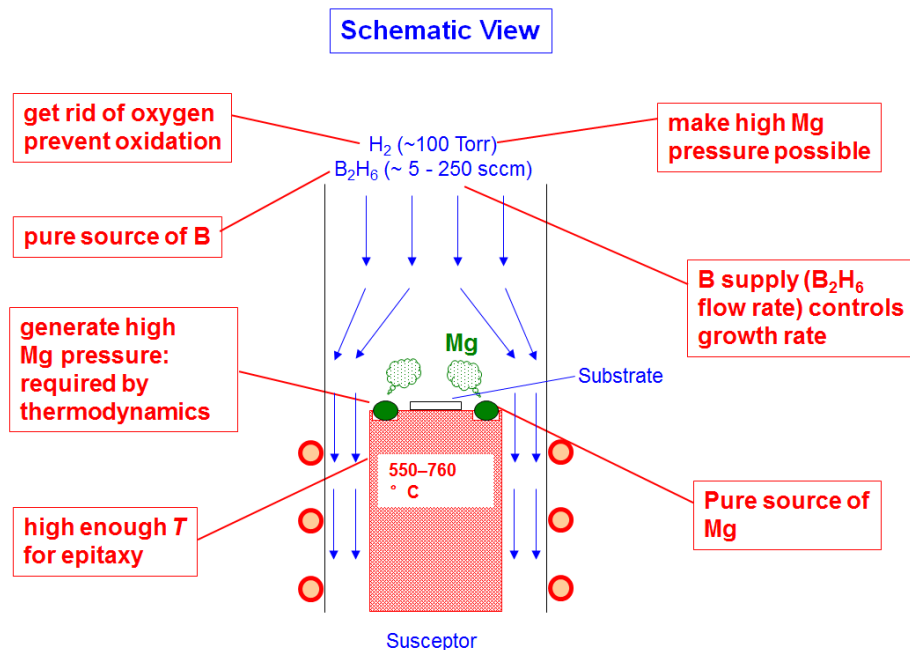 Schematic View
get rid of oxygen
prevent oxidation
H₂ (~100 Torr)
B₂H₆ (~ 5 - 250 sccm)
make high Mg
pressure possible
pure source of B
B supply (B₂H₆
flow rate) controls
growth rate
generate high
Mg pressure:
required by
thermodynamics
Mg
Substrate
550–760
° C
high enough T
for epitaxy
Pure source of
Mg
Susceptor